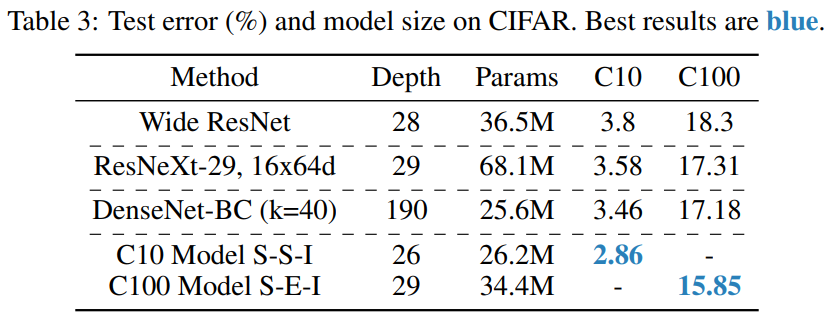 Table 3: Test error (%) and model size on CIFAR. Best results are blue.
Method Depth Params C10 C100
Wide ResNet 28 36.5M 3.8 18.3
ResNeXt-29, 16x64d 29 68.1M 3.58 17.31
DenseNet-BC (k=40) 190 25.6M 3.46 17.18
C10 Model S-S-I 26 26.2M 2.86 -
C100 Model S-E-I 29 34.4M - 15.85